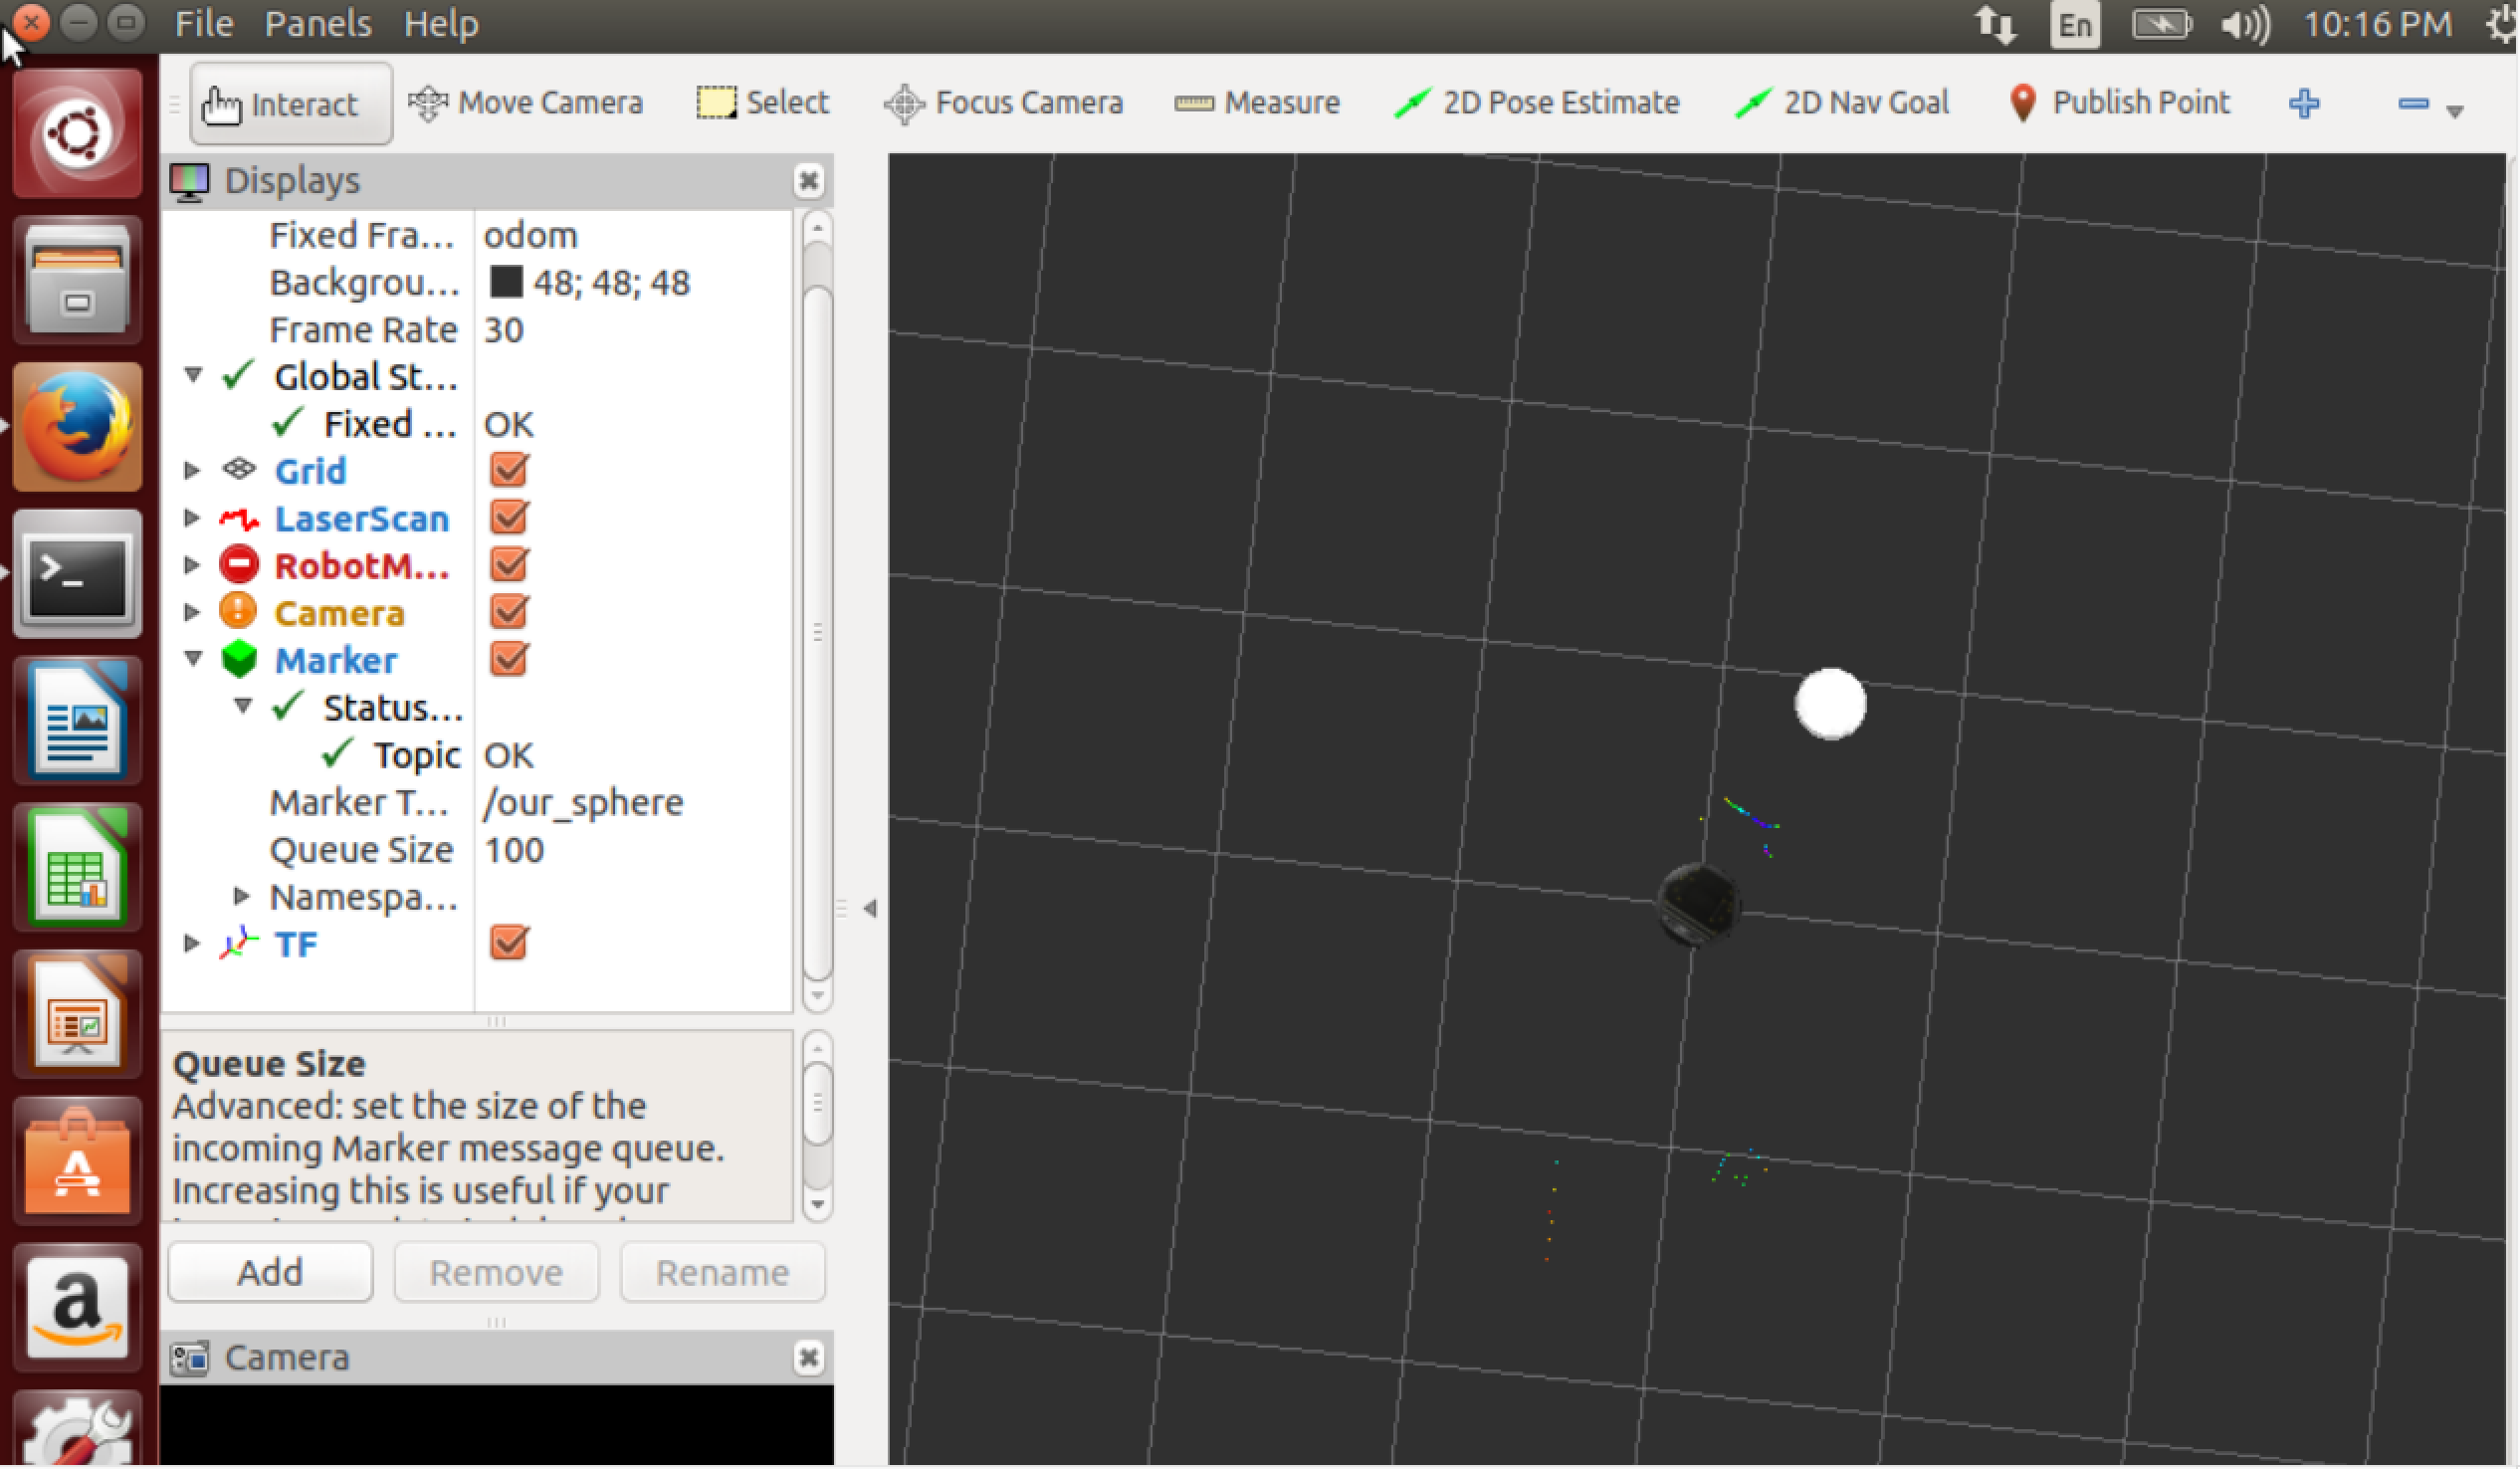 File Panels Help En 10:16 PM
Interact Move Camera Select Focus Camera Measure 2D Pose Estimate 2D Nav Goal Publish Point
Displays
Fixed Fra... odom
Backgrou... 48; 48; 48
Frame Rate 30
Global St...
Fixed ... OK
Grid
LaserScan
RobotM...
Camera
Marker
Status...
Topic OK
Marker T... /our_sphere
Queue Size 100
Namespa...
TF
Queue Size
Advanced: set the size of the
incoming Marker message queue.
Increasing this is useful if your
Add Remove Rename
Camera